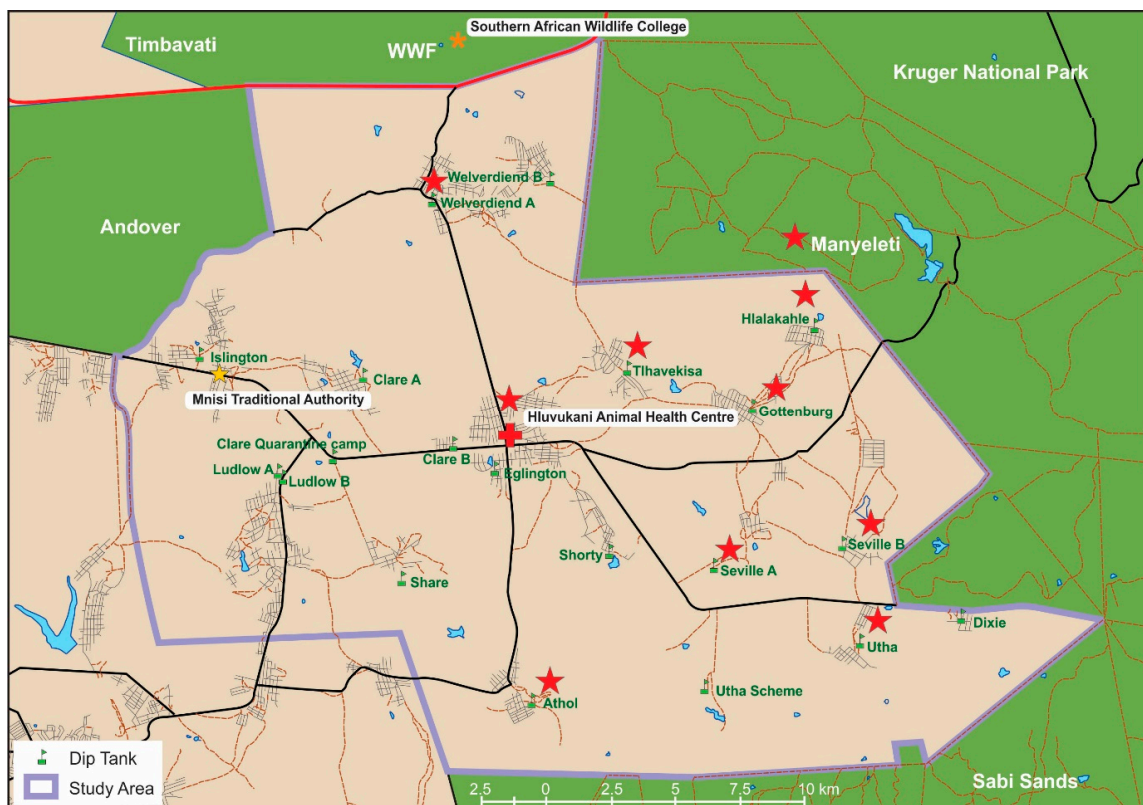 Southern African Wildlife College
Timbavati
WWF
Kruger National Park
Welverdiend B
Welverdiend A
Andover
Manyeleti
Hlalakahle
Islington
Clare A
Tlhavekisa
Mnisi Traditional Authority
Gottenburg
Hluvukani Animal Health Centre
Clare Quarantine camp
Clare B
Ludlow A
Ludlow B
Eglington
Shorty
Seville B
Seville A
Share
Dixie
Utha
Utha Scheme
Athol
Dip Tank
Study Area
Sabi Sands
2.5 0 2.5 5 7.5 10 km